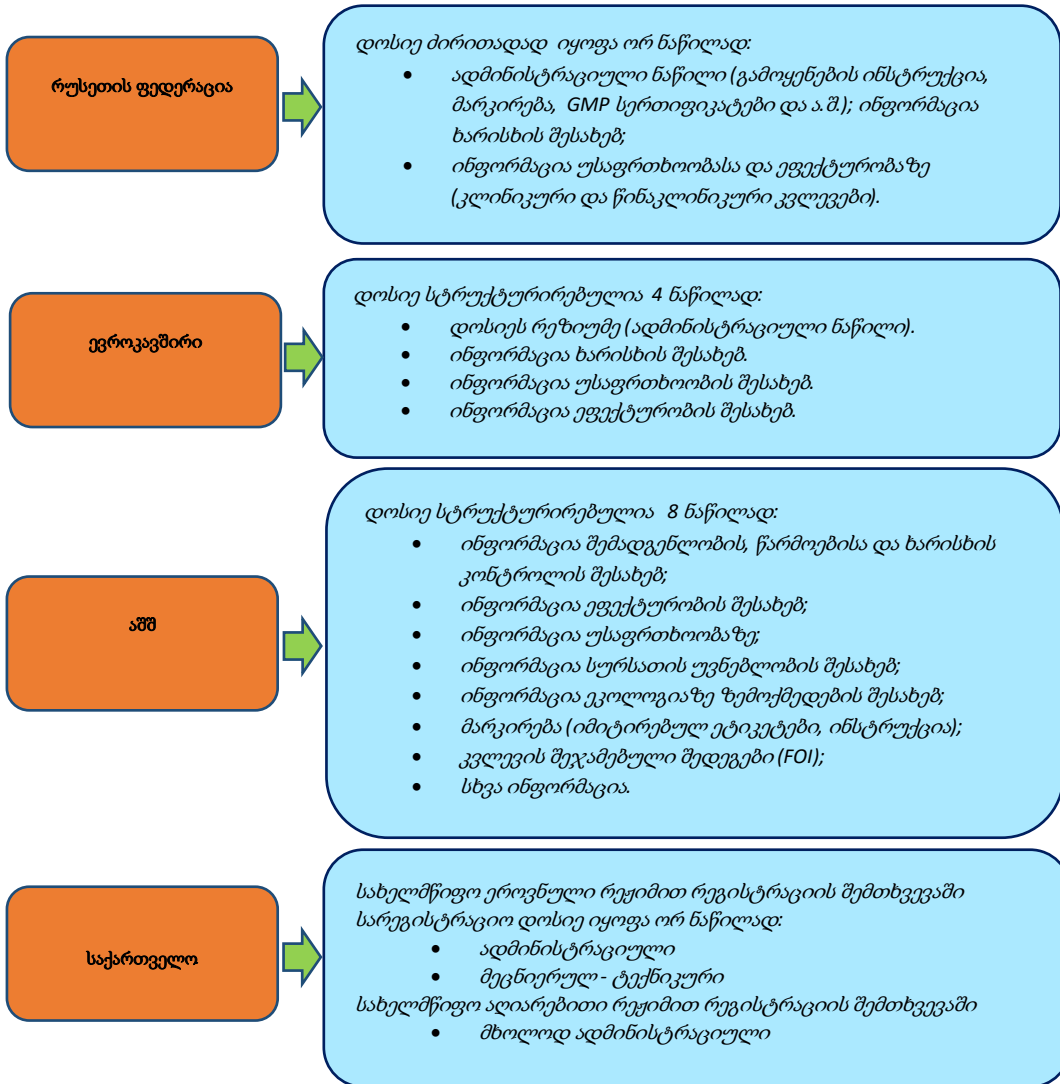 რუსეთის ფედერაცია
დოსიე ძირითადად იყოფა ორ ნაწილად:
• ადმინისტრაციული ნაწილი (გამოყენების ინსტრუქცია,
მარკირება, GMP სერთიფიკატები და ა.შ.); ინფორმაცია
ხარისხის შესახებ;
• ინფორმაცია უსაფრთხოობასა და ეფექტურობაზე
(კლინიკური და წინაკლინიკური კვლევები).
ევროკავშირი
დოსიე სტრუქტურირებულია 4 ნაწილად:
• დოსიეს რეზიუმე (ადმინისტრაციული ნაწილი).
• ინფორმაცია ხარისხის შესახებ.
• ინფორმაცია უსაფრთხოობის შესახებ.
• ინფორმაცია ეფექტურობის შესახებ.
აშშ
დოსიე სტრუქტურირებულია 8 ნაწილად:
• ინფორმაცია შემადგენლობის, წარმოებისა და ხარისხის
კონტროლის შესახებ;
• ინფორმაცია ეფექტურობის შესახებ;
• ინფორმაცია უსაფრთხოობაზე;
• ინფორმაცია სურსათის უვნებლობის შესახებ;
• ინფორმაცია ეკოლოგიაზე ზემოქმედების შესახებ;
• მარკირება (იმიტირებულ ეტიკეტები, ინსტრუქცია);
• კვლევის შეჯამებული შედეგები (FOI);
• სხვა ინფორმაცია.
საქართველო
სახელმწიფო ეროვნული რეჟიმით რეგისტრაციის შემთხვევაში
სარეგისტრაციო დოსიე იყოფა ორ ნაწილად:
• ადმინისტრაციული
• მეცნიერულ - ტექნიკური
სახელმწიფო აღიარებითი რეჟიმით რეგისტრაციის შემთხვევაში
• მხოლოდ ადმინისტრაციული